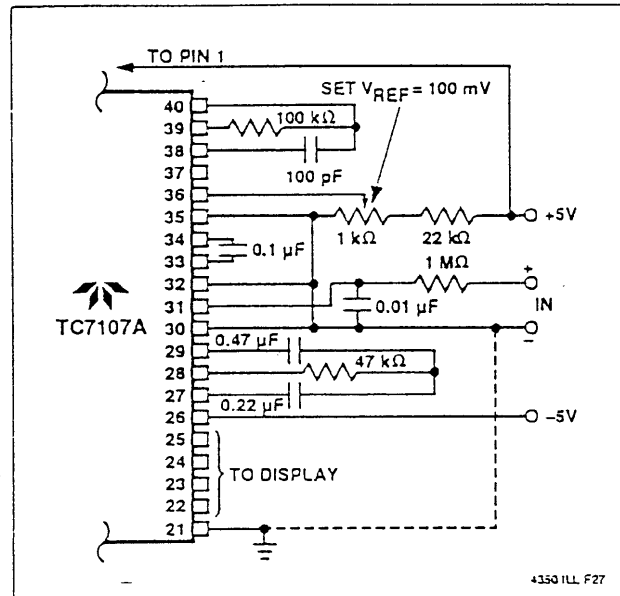 TO PIN 1
SET VREF = 100 mV
40
39
100 kΩ
38
100 pF
37
36
35
+5V
1 kΩ
22 kΩ
34
0.1 µF
33
1 MΩ
+
32
31
IN
0.01 µF
TC7107A
30
–
29
0.47 µF
28
47 kΩ
27
0.22 µF
26
–5V
25
24
TO DISPLAY
23
22
21
4350 ILL F27